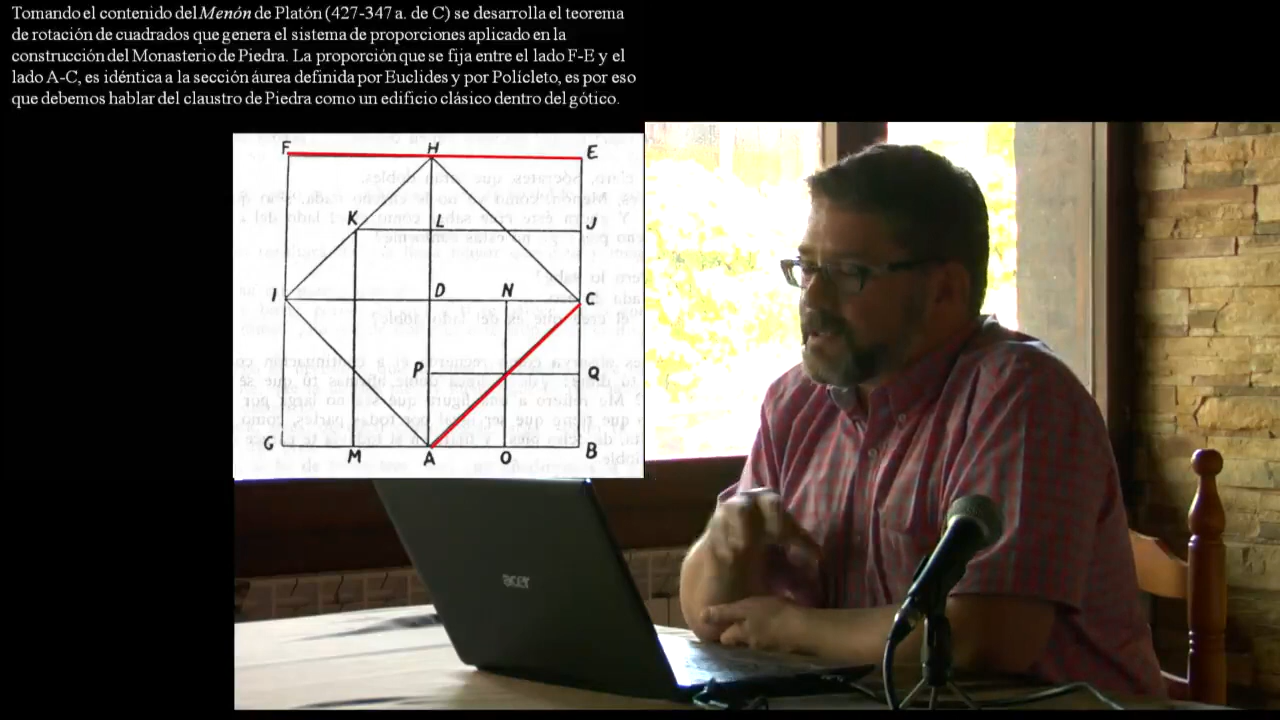 Tomando el contenido del Menón de Platón (427-347 a. de C) se desarrolla el teorema
de rotación de cuadrados que genera el sistema de proporciones aplicado en la
construcción del Monasterio de Piedra. La proporción que se fija entre el lado F-E y el
lado A-C, es idéntica a la sección áurea definida por Euclides y por Polícleto, es por eso
que debemos hablar del claustro de Piedra como un edificio clásico dentro del gótico.
F H E
K L J
I D N C
P Q
G M A O B
acer